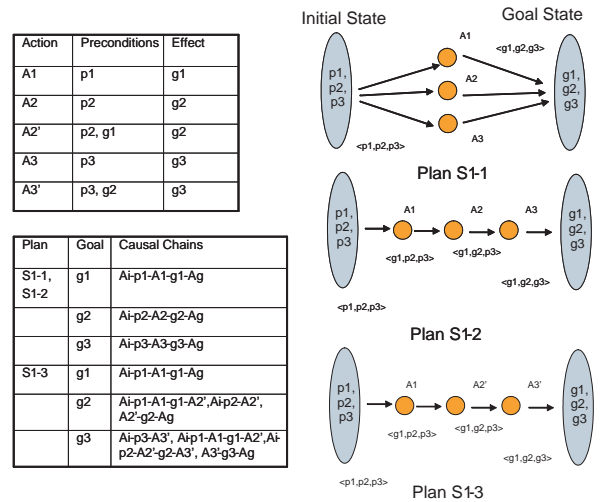 Action Preconditions Effect
A1 p1 g1
A2 p2 g2
A2' p2, g1 g2
A3 p3 g3
A3' p3, g2 g3
Plan Goal Causal Chains
S1-1, g1 Ai-p1-A1-g1-Ag
S1-2
g2 Ai-p2-A2-g2-Ag
g3 Ai-p3-A3-g3-Ag
S1-3 g1 Ai-p1-A1-g1-Ag
g2 Ai-p1-A1-g1-A2',Ai-p2-A2',
A2'-g2-Ag
g3 Ai-p3-A3', Ai-p1-A1-g1-A2',Ai-
p2-A2'-g2-A3', A3'-g3-Ag
Initial State Goal State
A1
<g1,g2,g3>
p1,
p2,
p3
A2
g1,
g2,
g3
A3
<p1,p2,p3>
Plan S1-1
p1,
p2,
p3
A1 A2 A3
g1,
g2,
g3
<g1,p2,p3> <g1,g2,p3>
<g1,g2,g3>
<p1,p2,p3>
Plan S1-2
p1,
p2,
p3
A1 A2' A3'
g1,
g2,
g3
<g1,p2,p3> <g1,g2,p3>
<g1,g2,g3>
<p1,p2,p3>
Plan S1-3